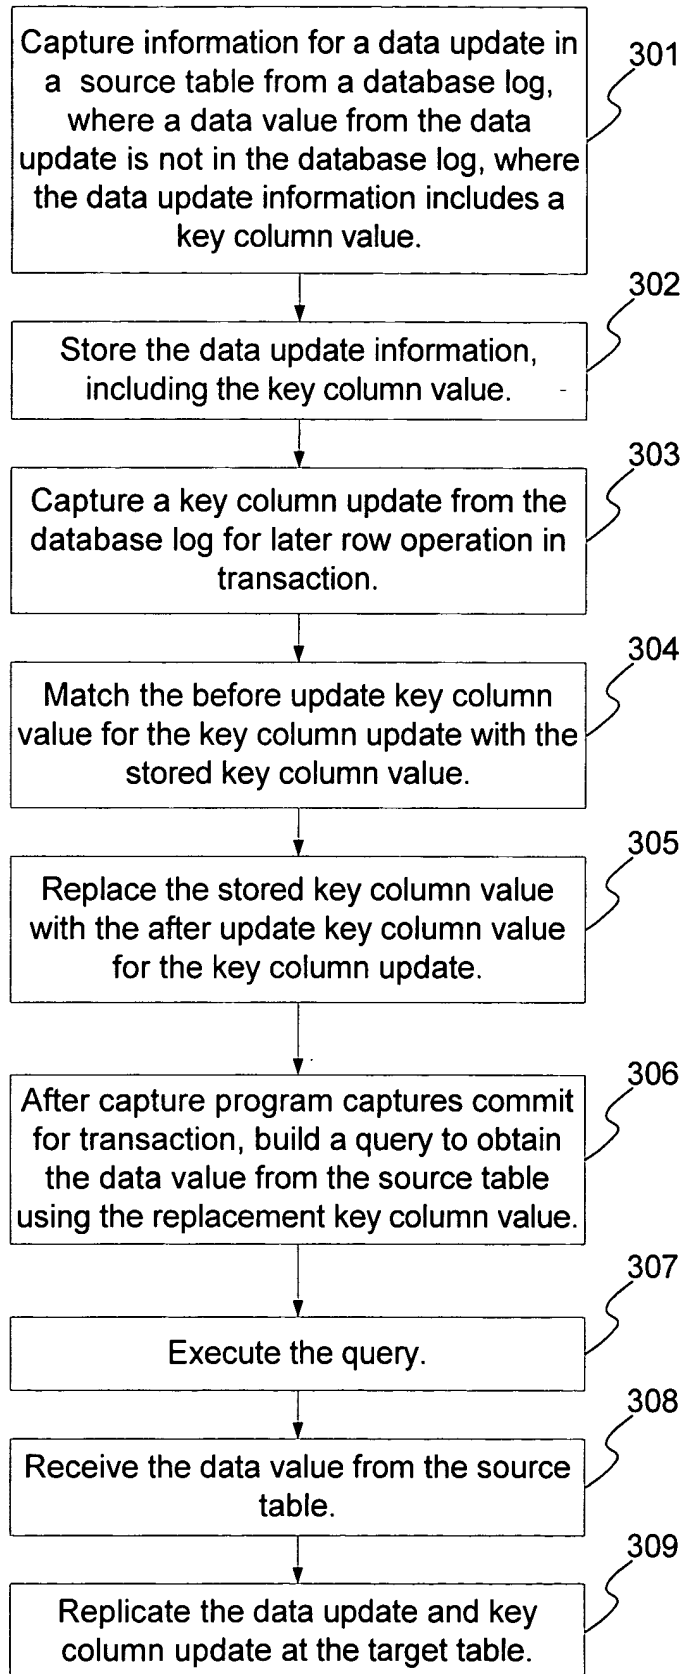 Capture information for a data update in
a source table from a database log,
where a data value from the data
update is not in the database log, where
the data update information includes a
key column value.
301
Store the data update information,
including the key column value.
302
Capture a key column update from the
database log for later row operation in
transaction.
303
Match the before update key column
value for the key column update with the
stored key column value.
304
Replace the stored key column value
with the after update key column value
for the key column update.
305
After capture program captures commit
for transaction, build a query to obtain
the data value from the source table
using the replacement key column value.
306
Execute the query.
307
Receive the data value from the source
table.
308
Replicate the data update and key
column update at the target table.
309